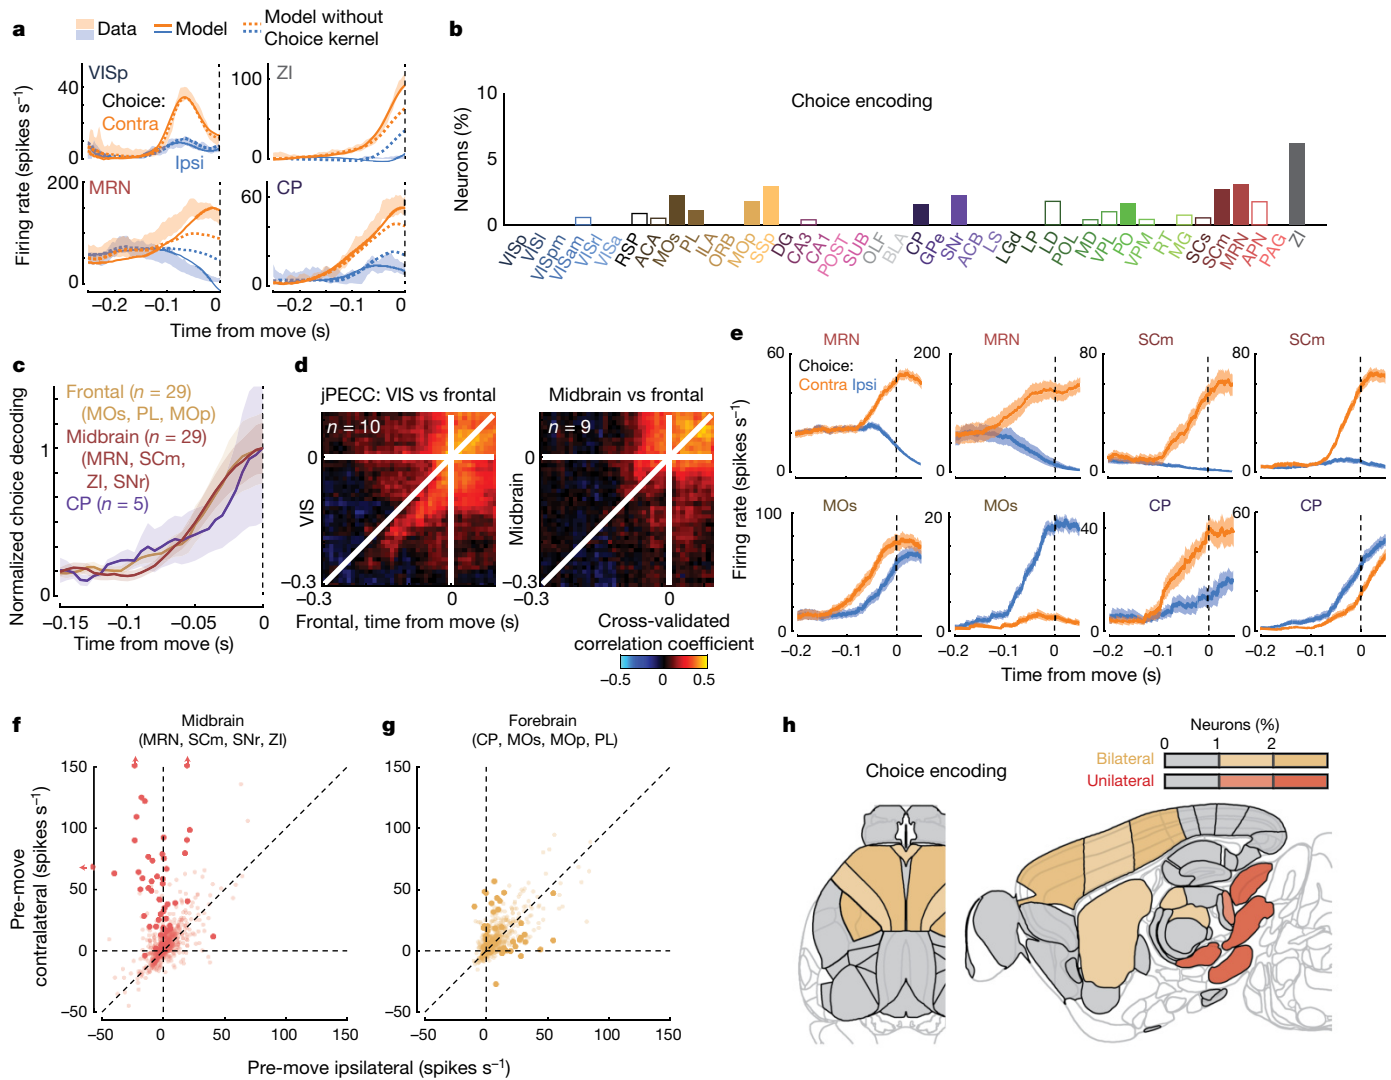 a
Data
Model
Model without
Choice kernel
Firing rate (spikes s⁻¹)
VISp
40
0
Choice:
Contra
Ipsi
ZI
100
0
MRN
200
0
−0.2
−0.1
0
CP
60
0
−0.2
−0.1
0
Time from move (s)
b
Choice encoding
Neurons (%)
10
5
0
VISp
VISl
VISpm
VISam
VISrl
VISa
RSP
ACA
MOs
PL
ILA
ORB
MOp
SSp
DG
CA3
CA1
POST
SUB
OLF
BLA
CP
GPe
SNr
ACB
LS
LGd
LP
LD
POL
MD
VPL
PO
VPM
RT
MG
SCs
SCm
MRN
APN
PAG
ZI
c
Normalized choice decoding
Frontal (n = 29)
(MOs, PL, MOp)
Midbrain (n = 29)
(MRN, SCm,
ZI, SNr)
CP (n = 5)
1
0
−0.15
−0.1
−0.05
0
Time from move (s)
d
jPECC: VIS vs frontal
n = 10
0
VIS
−0.3
−0.3
0
Frontal, time from move (s)
Midbrain vs frontal
n = 9
0
Midbrain
−0.3
−0.3
0
Cross-validated
correlation coefficient
−0.5
0
0.5
e
Firing rate (spikes s⁻¹)
MRN
60
0
Choice:
Contra Ipsi
MRN
200
0
SCm
80
0
SCm
80
0
MOs
100
0
−0.2
−0.1
0
MOs
20
0
−0.2
−0.1
0
CP
40
0
−0.2
−0.1
0
CP
60
0
−0.2
−0.1
0
Time from move (s)
f
Midbrain
(MRN, SCm, SNr, ZI)
Pre-move
contralateral (spikes s⁻¹)
150
100
50
0
−50
−50
0
50
100
150
g
Forebrain
(CP, MOs, MOp, PL)
150
100
50
0
−50
−50
0
50
100
150
Pre-move ipsilateral (spikes s⁻¹)
h
Choice encoding
Neurons (%)
0
1
2
Bilateral
Unilateral